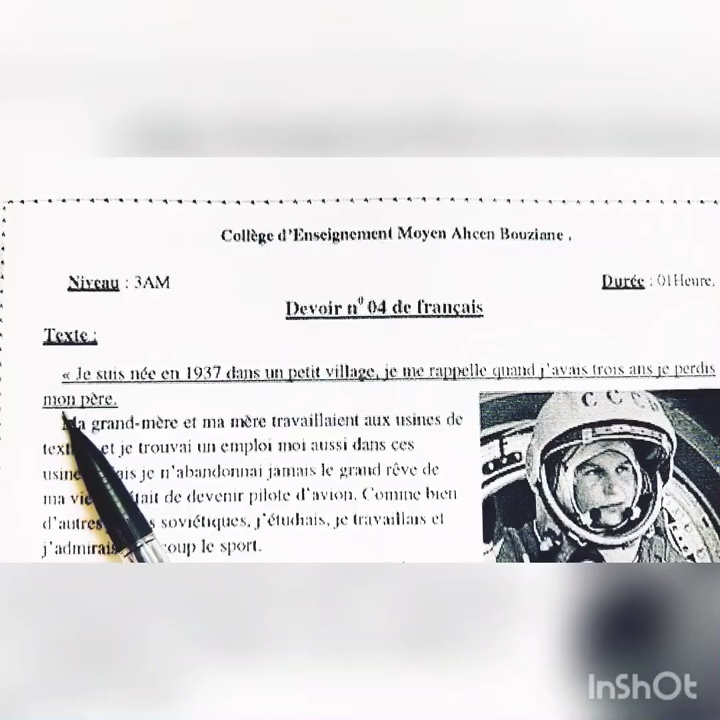 Collège d'Enseignement Moyen Ahcen Bouziane .
Niveau : 3AM
Durée : 01Heure.
Devoir n⁰ 04 de français
Texte :
« Je suis née en 1937 dans un petit village, je me rappelle quand j'avais trois ans je perdis
mon père.
grand-mère et ma mère travaillaient aux usines de
et je trouvai un emploi moi aussi dans ces
je n'abandonnai jamais le grand rêve de
ma de devenir pilote d'avion. Comme bien
d'autres soviétiques, j'étudiais, je travaillais et
j'admirais le sport.
CCC
InShOt